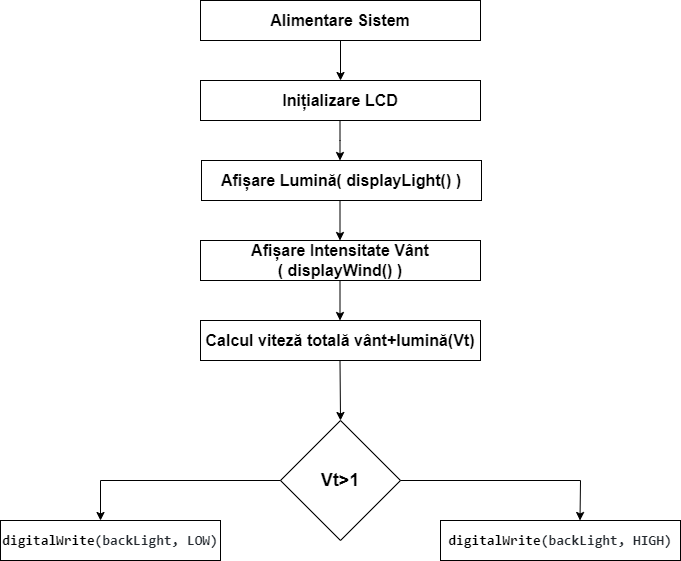 Alimentare Sistem
Inițializare LCD
Afișare Lumină( displayLight() )
Afișare Intensitate Vânt
( displayWind() )
Calcul viteză totală vânt+lumină(Vt)
Vt>1
digitalWrite(backLight, LOW)
digitalWrite(backLight, HIGH)